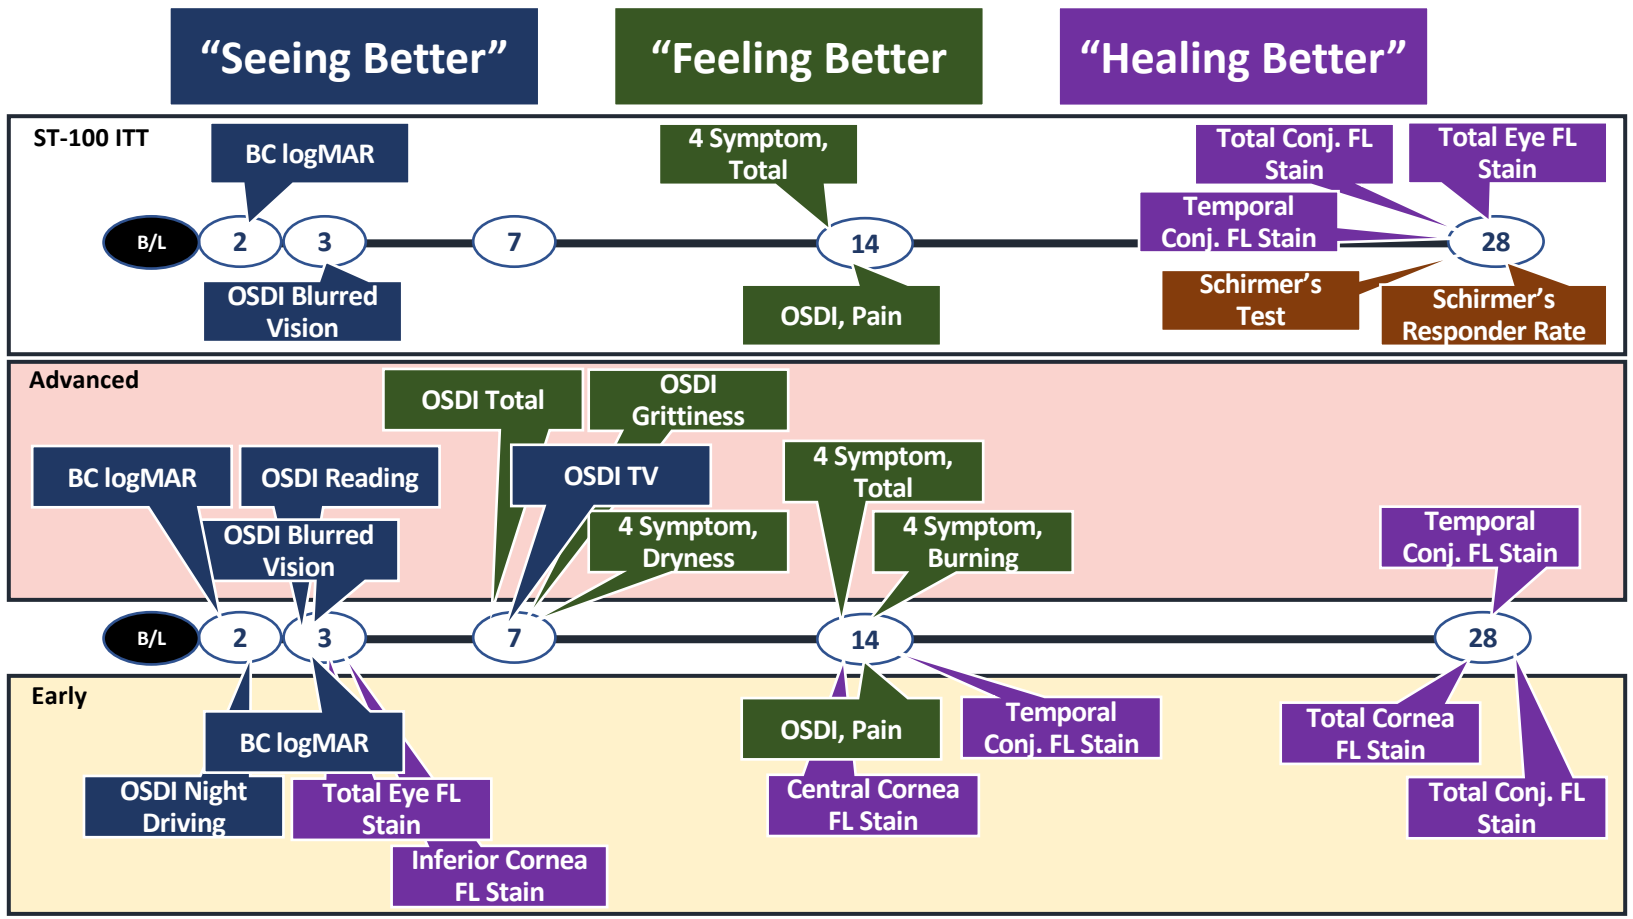 “Seeing Better”
“Feeling Better
“Healing Better”
ST-100 ITT
BC logMAR
4 Symptom,
Total
Total Conj. FL
Stain
Total Eye FL
Stain
Temporal
Conj. FL Stain
B/L
2
3
7
14
28
OSDI Blurred
Vision
OSDI, Pain
Schirmer’s
Test
Schirmer’s
Responder Rate
Advanced
OSDI Total
OSDI
Grittiness
BC logMAR
OSDI Reading
OSDI TV
4 Symptom,
Total
OSDI Blurred
Vision
4 Symptom,
Dryness
4 Symptom,
Burning
Temporal
Conj. FL Stain
B/L
2
3
7
14
28
Early
BC logMAR
OSDI, Pain
Temporal
Conj. FL Stain
Total Cornea
FL Stain
OSDI Night
Driving
Total Eye FL
Stain
Central Cornea
FL Stain
Total Conj. FL
Stain
Inferior Cornea
FL Stain